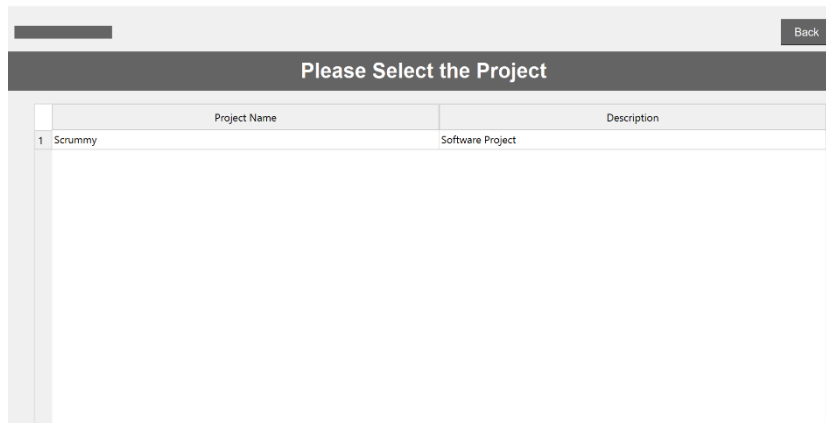 Back
Please Select the Project
Project Name Description
1 Scrummy Software Project